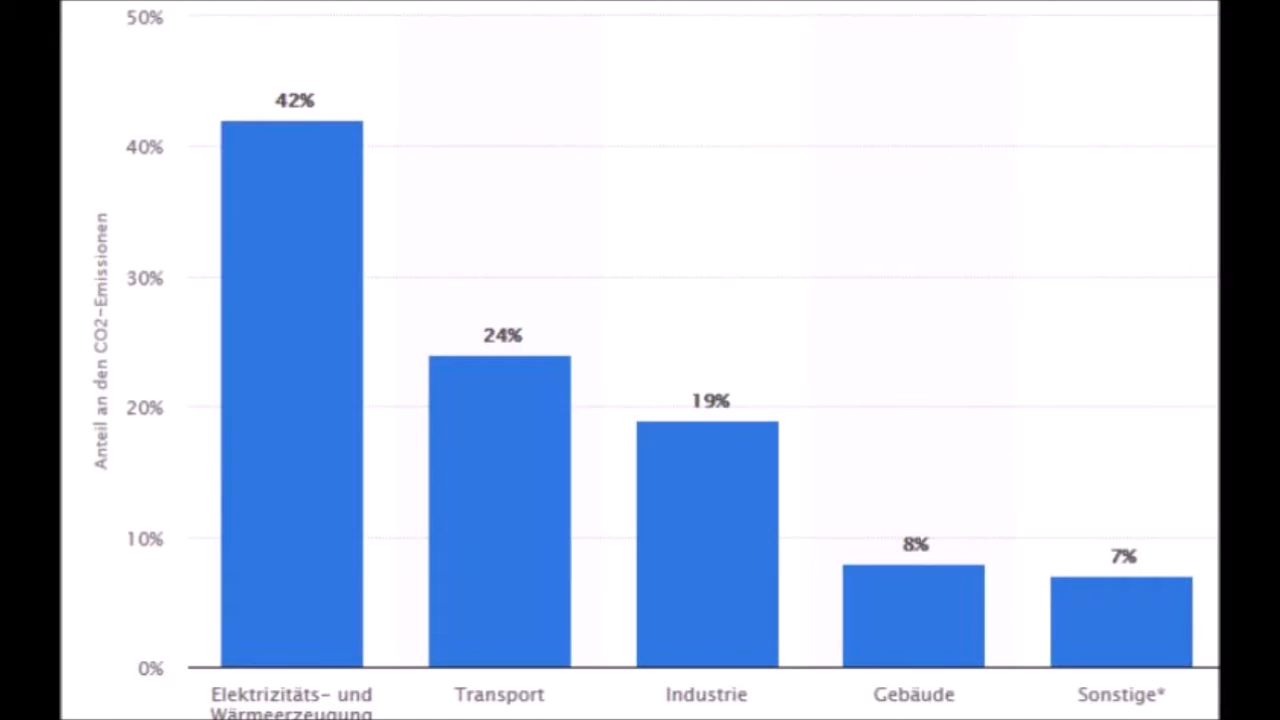 50%
42%
40%
Anteil an den CO2-Emissionen
30%
24%
20%
19%
10%
8%
7%
0%
Elektrizitäts- und
Wärmeerzeugung
Transport
Industrie
Gebäude
Sonstige*